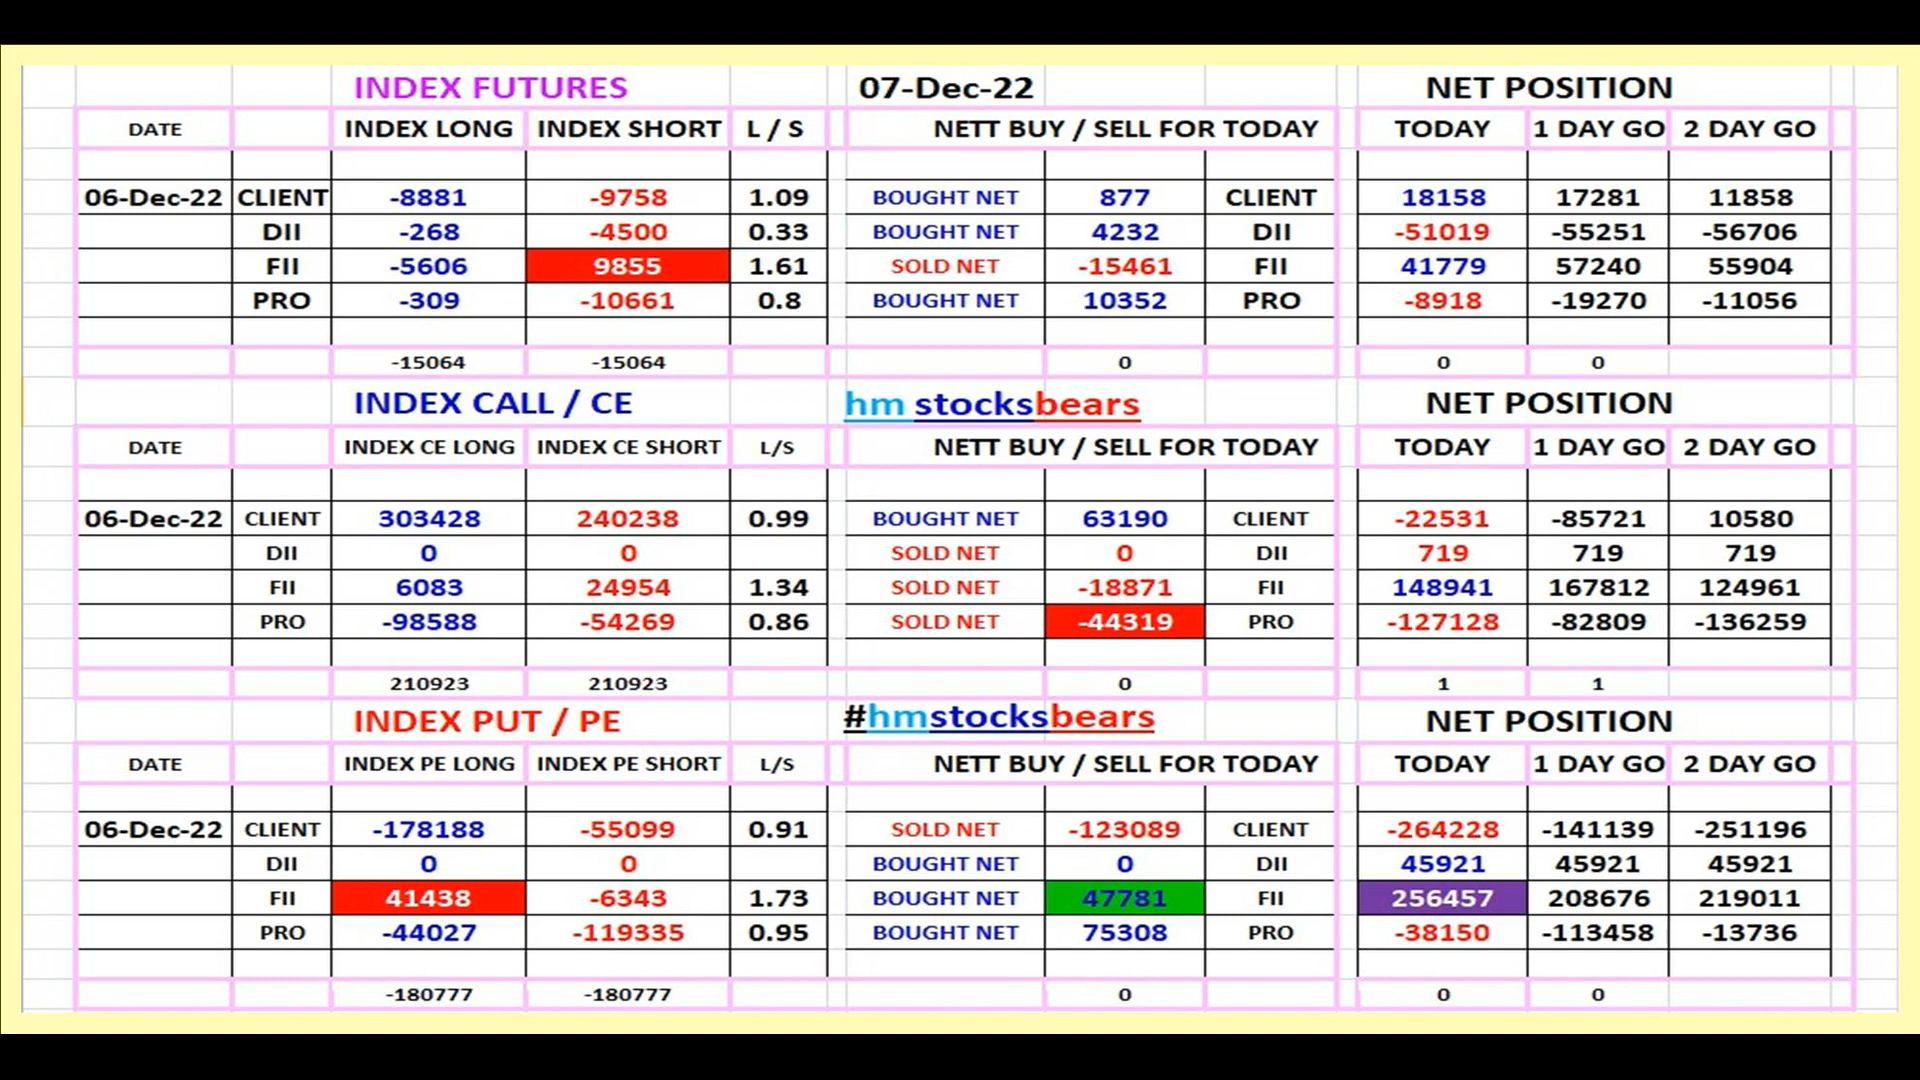 INDEX FUTURES 07-Dec-22 NET POSITION
DATE INDEX LONG INDEX SHORT L / S NETT BUY / SELL FOR TODAY TODAY 1 DAY GO 2 DAY GO
06-Dec-22 CLIENT -8881 -9758 1.09 BOUGHT NET 877 CLIENT 18158 17281 11858
DII -268 -4500 0.33 BOUGHT NET 4232 DII -51019 -55251 -56706
FII -5606 9855 1.61 SOLD NET -15461 FII 41779 57240 55904
PRO -309 -10661 0.8 BOUGHT NET 10352 PRO -8918 -19270 -11056
-15064 -15064 0 0 0
INDEX CALL / CE hm stocksbears NET POSITION
DATE INDEX CE LONG INDEX CE SHORT L/S NETT BUY / SELL FOR TODAY TODAY 1 DAY GO 2 DAY GO
06-Dec-22 CLIENT 303428 240238 0.99 BOUGHT NET 63190 CLIENT -22531 -85721 10580
DII 0 0 SOLD NET 0 DII 719 719 719
FII 6083 24954 1.34 SOLD NET -18871 FII 148941 167812 124961
PRO -98588 -54269 0.86 SOLD NET -44319 PRO -127128 -82809 -136259
210923 210923 0 1 1
INDEX PUT / PE #hmstocksbears NET POSITION
DATE INDEX PE LONG INDEX PE SHORT L/S NETT BUY / SELL FOR TODAY TODAY 1 DAY GO 2 DAY GO
06-Dec-22 CLIENT -178188 -55099 0.91 SOLD NET -123089 CLIENT -264228 -141139 -251196
DII 0 0 BOUGHT NET 0 DII 45921 45921 45921
FII 41438 -6343 1.73 BOUGHT NET 47781 FII 256457 208676 219011
PRO -44027 -119335 0.95 BOUGHT NET 75308 PRO -38150 -113458 -13736
-180777 -180777 0 0 0